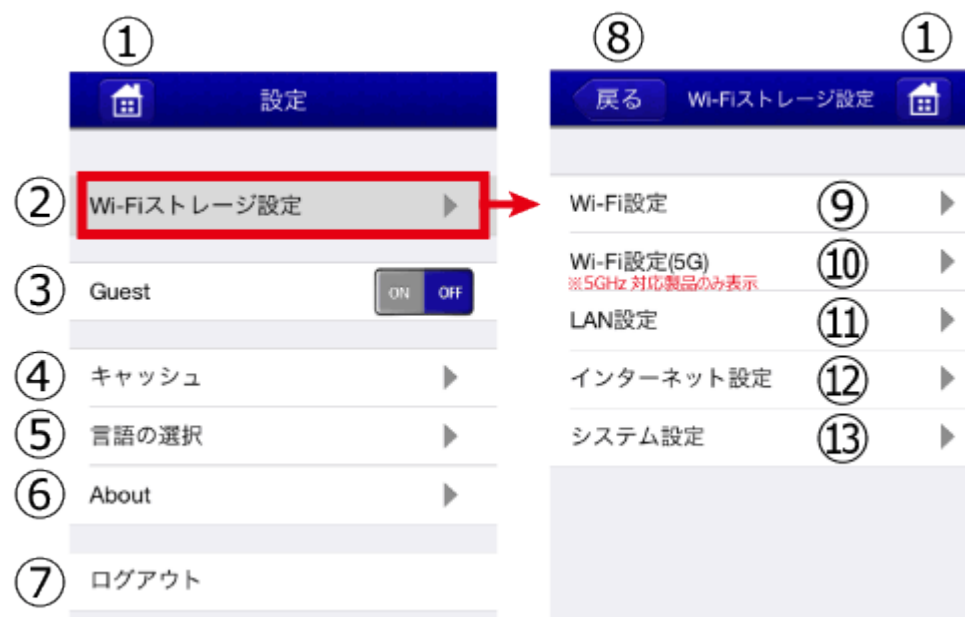 ① ⑧ ①
設定
戻る Wi-Fiストレージ設定
② Wi-Fiストレージ設定
③ Guest ON OFF
④ キャッシュ
⑤ 言語の選択
⑥ About
⑦ ログアウト
Wi-Fi設定 ⑨
Wi-Fi設定(5G) ⑩
※5GHz 対応製品のみ表示
LAN設定 ⑪
インターネット設定 ⑫
システム設定 ⑬